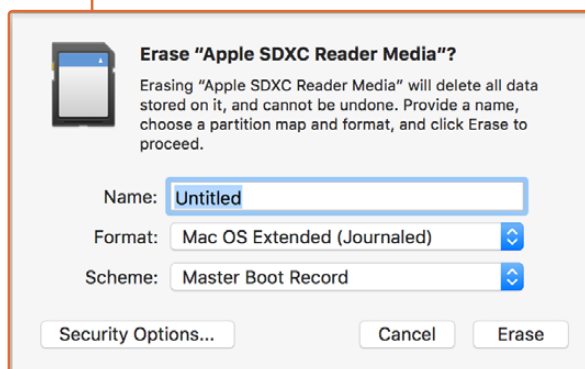 Erase “Apple SDXC Reader Media”?
Erasing “Apple SDXC Reader Media” will delete all data
stored on it, and cannot be undone. Provide a name,
choose a partition map and format, and click Erase to
proceed.
Name: Untitled
Format: Mac OS Extended (Journaled)
Scheme: Master Boot Record
Security Options... Cancel Erase